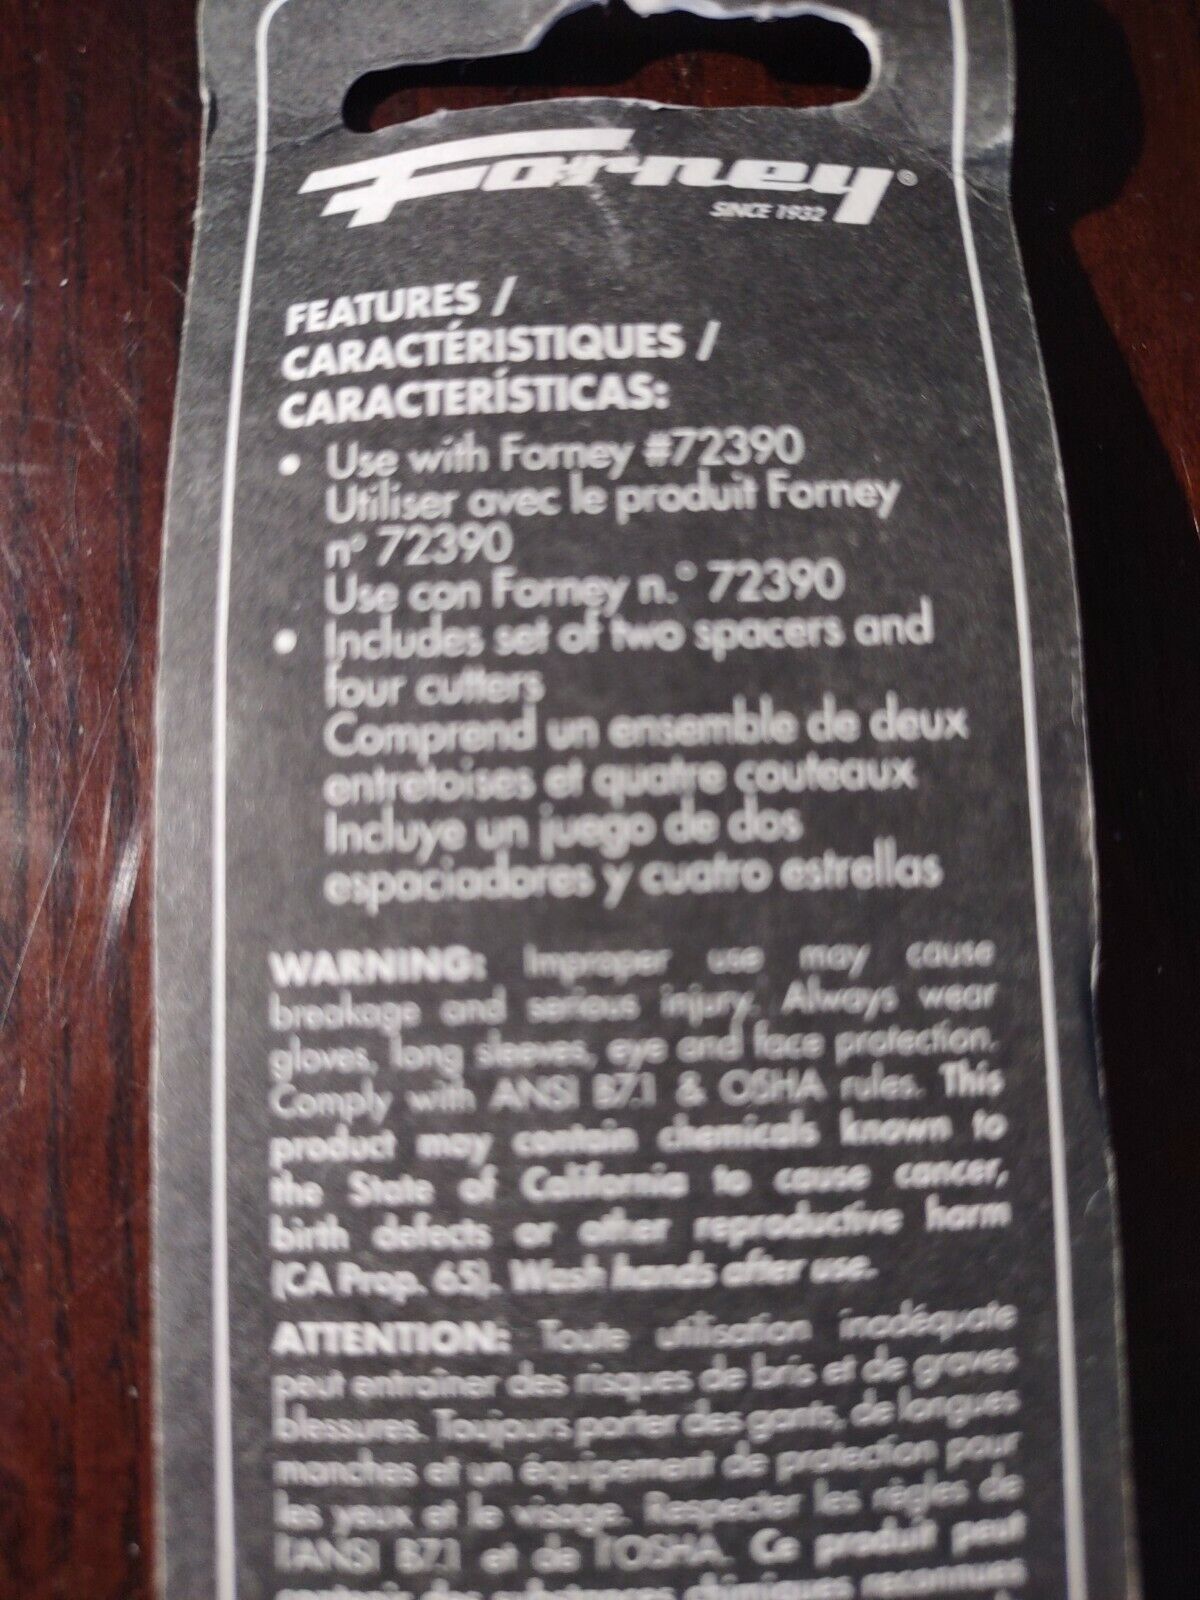 Forney®
SINCE 1932
FEATURES /
CARACTÉRISTIQUES /
CARACTERÍSTICAS:
• Use with Forney #72390
Utiliser avec le produit Forney
n° 72390
Use con Forney n.° 72390
• Includes set of two spacers and
four cutters
Comprend un ensemble de deux
entretoises et quatre couteaux
Incluye un juego de dos
espaciadores y cuatro estrellas
WARNING: Improper use may cause
breakage and serious injury. Always wear
gloves, long sleeves, eye and face protection.
Comply with ANSI B7.1 & OSHA rules. This
product may contain chemicals known to
the State of California to cause cancer,
birth defects or other reproductive harm
(CA Prop. 65). Wash hands after use.
ATTENTION: Toute utilisation inadéquate
peut entraîner des risques de bris et de graves
blessures. Toujours porter des gants, de longues
manches et un équipement de protection pour
les yeux et le visage. Respecter les règles de
l'ANSI B7.1 et de l'OSHA. Ce produit peut
contenir des substances chimiques reconnues